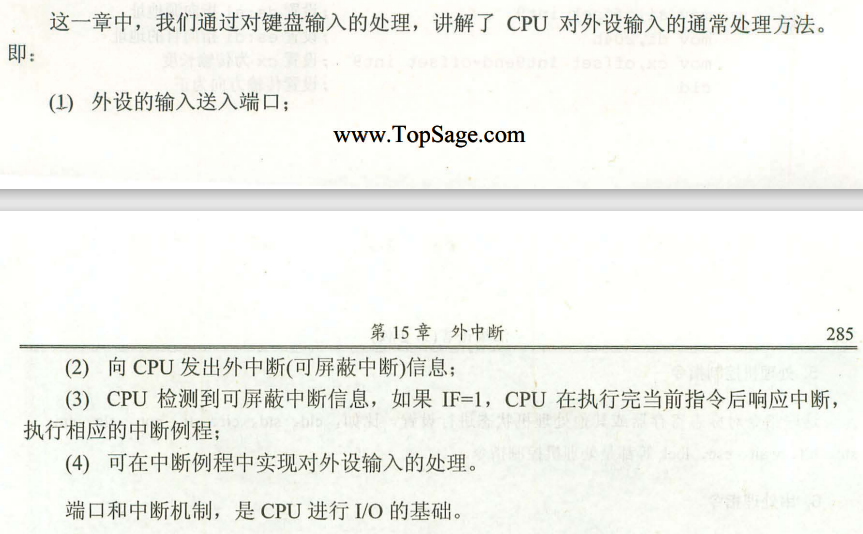 这一章中，我们通过对键盘输入的处理，讲解了 CPU 对外设输入的通常处理方法。
即：
(1) 外设的输入送入端口；
www.TopSage.com
第 15 章 外中断 285
(2) 向 CPU 发出外中断(可屏蔽中断)信息；
(3) CPU 检测到可屏蔽中断信息，如果 IF=1，CPU 在执行完当前指令后响应中断，
执行相应的中断例程；
(4) 可在中断例程中实现对外设输入的处理。
端口和中断机制，是 CPU 进行 I/O 的基础。